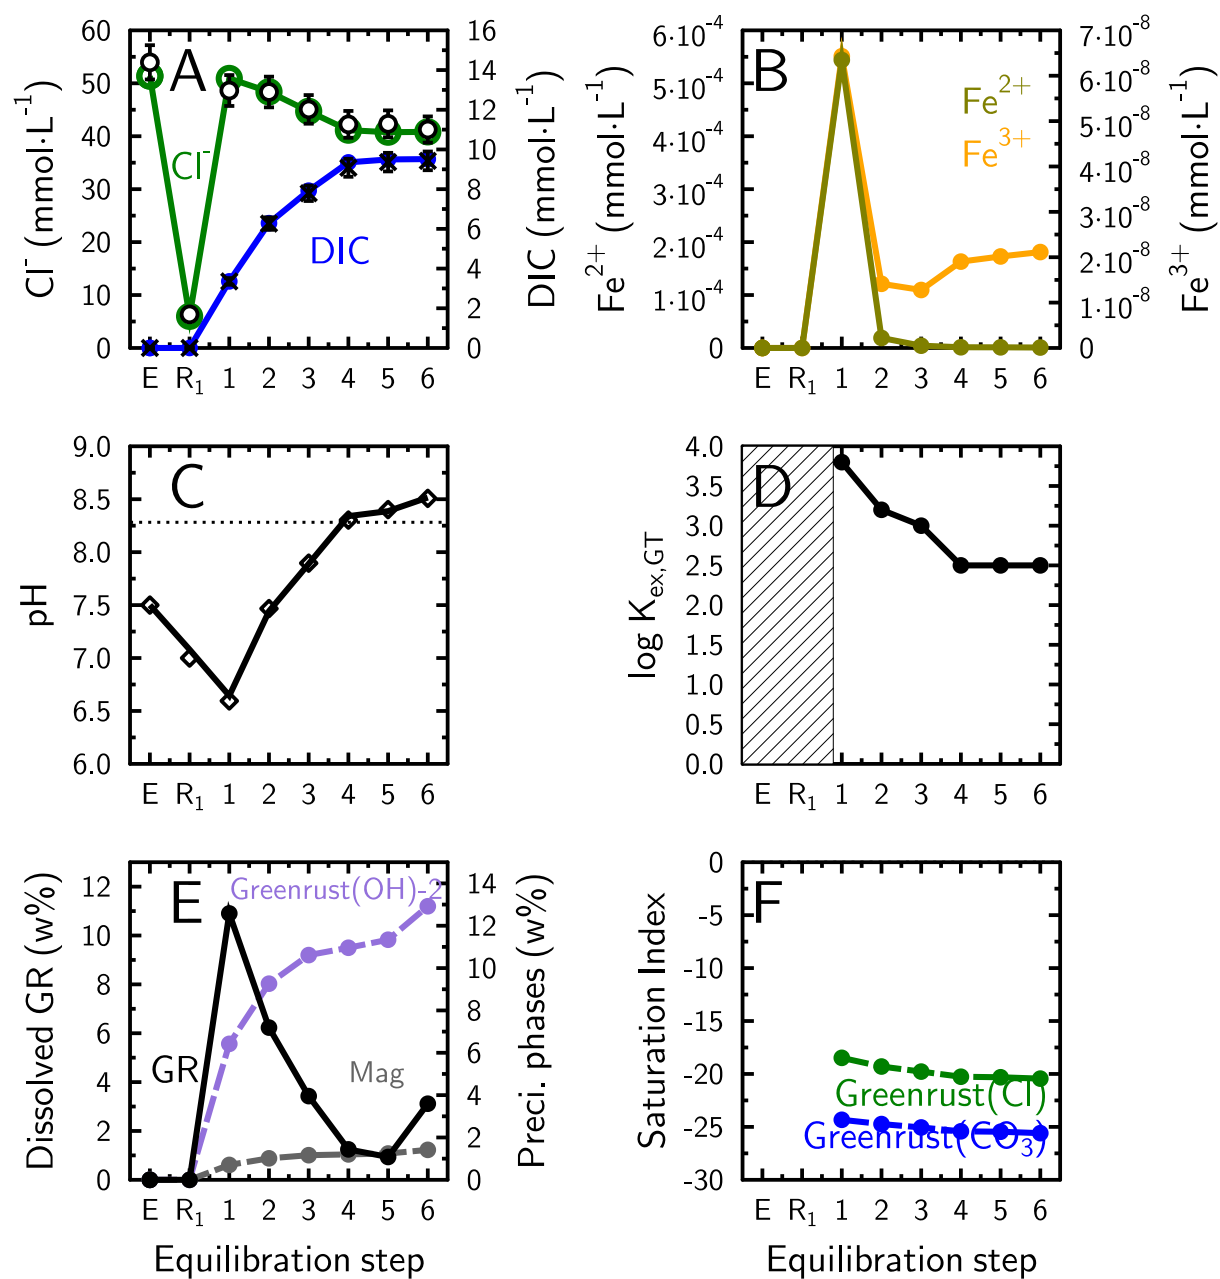 A
Cl⁻ (mmol·L⁻¹)
60
50
40
30
20
10
0
Cl⁻
DIC
16
14
12
10
8
6
4
2
0
DIC (mmol·L⁻¹)
E R₁ 1 2 3 4 5 6
B
Fe²⁺ (mmol·L⁻¹)
6·10⁻⁴
5·10⁻⁴
4·10⁻⁴
3·10⁻⁴
2·10⁻⁴
1·10⁻⁴
0
Fe²⁺
Fe³⁺
7·10⁻⁸
6·10⁻⁸
5·10⁻⁸
4·10⁻⁸
3·10⁻⁸
2·10⁻⁸
1·10⁻⁸
0
Fe³⁺ (mmol·L⁻¹)
E R₁ 1 2 3 4 5 6
C
pH
9.0
8.5
8.0
7.5
7.0
6.5
6.0
E R₁ 1 2 3 4 5 6
D
log K_ex,GT
4.0
3.5
3.0
2.5
2.0
1.5
1.0
0.5
0.0
E R₁ 1 2 3 4 5 6
E
Dissolved GR (w%)
12
10
8
6
4
2
0
Greenrust(OH)-2
GR
Mag
14
12
10
8
6
4
2
0
Preci. phases (w%)
E R₁ 1 2 3 4 5 6
Equilibration step
F
Saturation Index
0
-5
-10
-15
-20
-25
-30
Greenrust(Cl)
Greenrust(CO₃)
E R₁ 1 2 3 4 5 6
Equilibration step